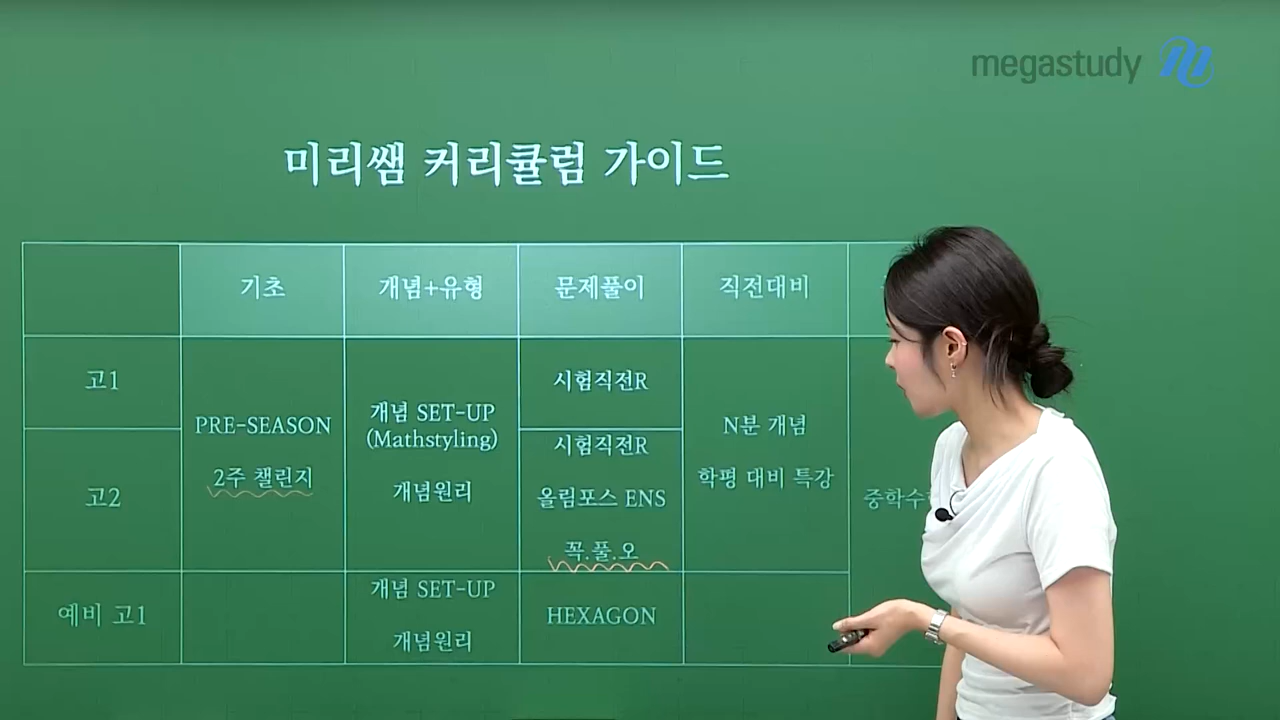 megastudy
미리쌤 커리큘럼 가이드
기초 개념+유형 문제풀이 직전대비
고1
PRE-SEASON
2주 챌린지
개념 SET-UP
(Mathstyling)
개념원리
시험직전R
N분 개념
학평 대비 특강
고2
시험직전R
올림포스 ENS
꼭.풀.오
예비 고1
개념 SET-UP
개념원리
HEXAGON